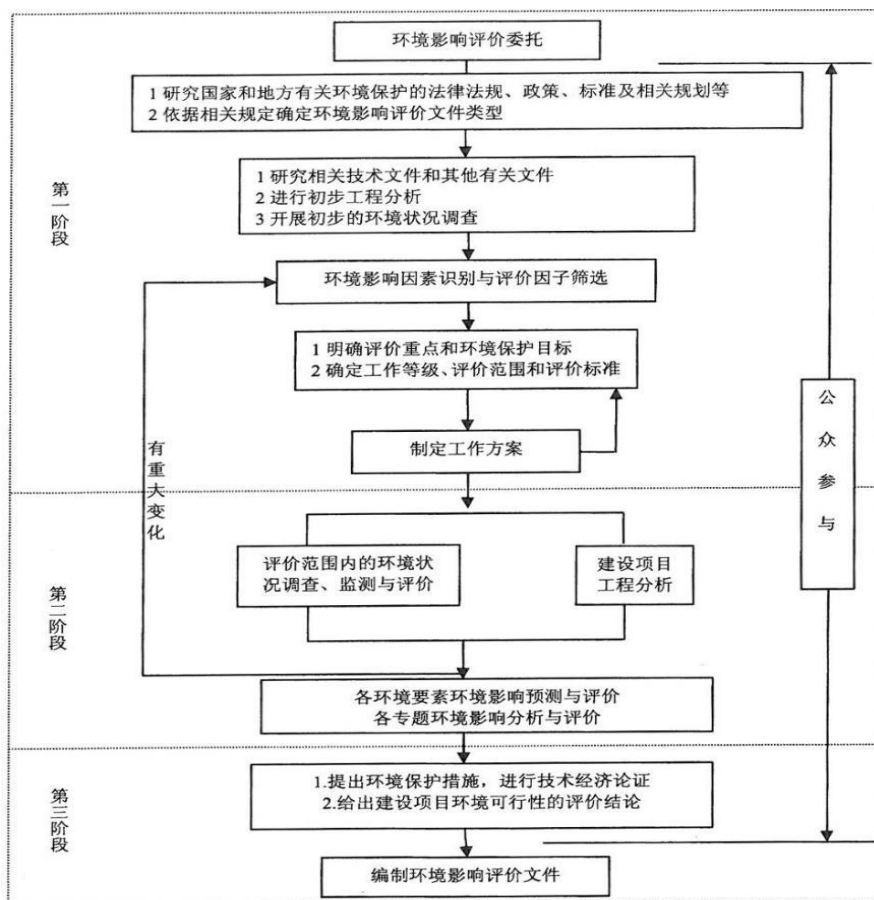 环境影响评价委托
1 研究国家和地方有关环境保护的法律法规、政策、标准及相关规划等
2 依据相关规定确定环境影响评价文件类型
第一阶段
1 研究相关技术文件和其他有关文件
2 进行初步工程分析
3 开展初步的环境状况调查
环境影响因素识别与评价因子筛选
1 明确评价重点和环境保护目标
2 确定工作等级、评价范围和评价标准
制定工作方案
有重大变化
公众参与
第二阶段
评价范围内的环境状
况调查、监测与评价
建设项目
工程分析
各环境要素环境影响预测与评价
各专题环境影响分析与评价
第三阶段
1.提出环境保护措施，进行技术经济论证
2.给出建设项目环境可行性的评价结论
编制环境影响评价文件